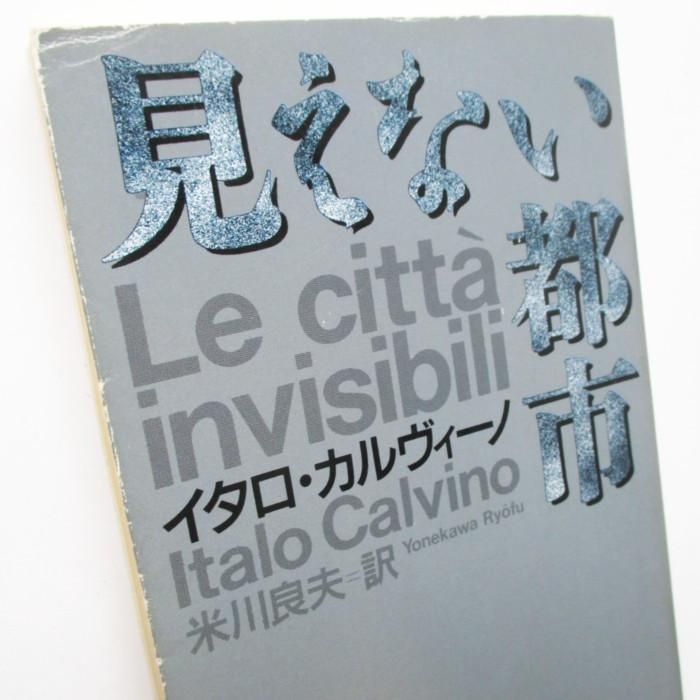 見えない
都市
Le città
invisibili
イタロ・カルヴィーノ
Italo Calvino
米川良夫=訳 Yonekawa Ryôfu